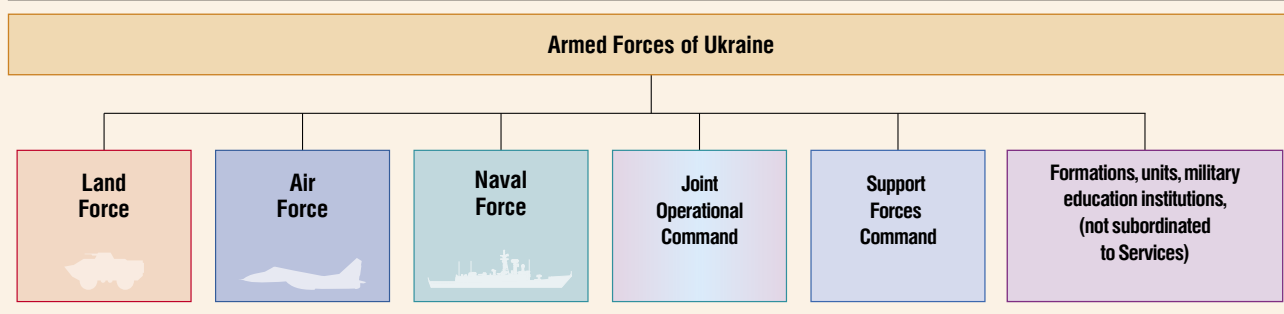 Armed Forces of Ukraine
Land
Force
Air
Force
Naval
Force
Joint
Operational
Command
Support
Forces
Command
Formations, units, military
education institutions,
(not subordinated
to Services)